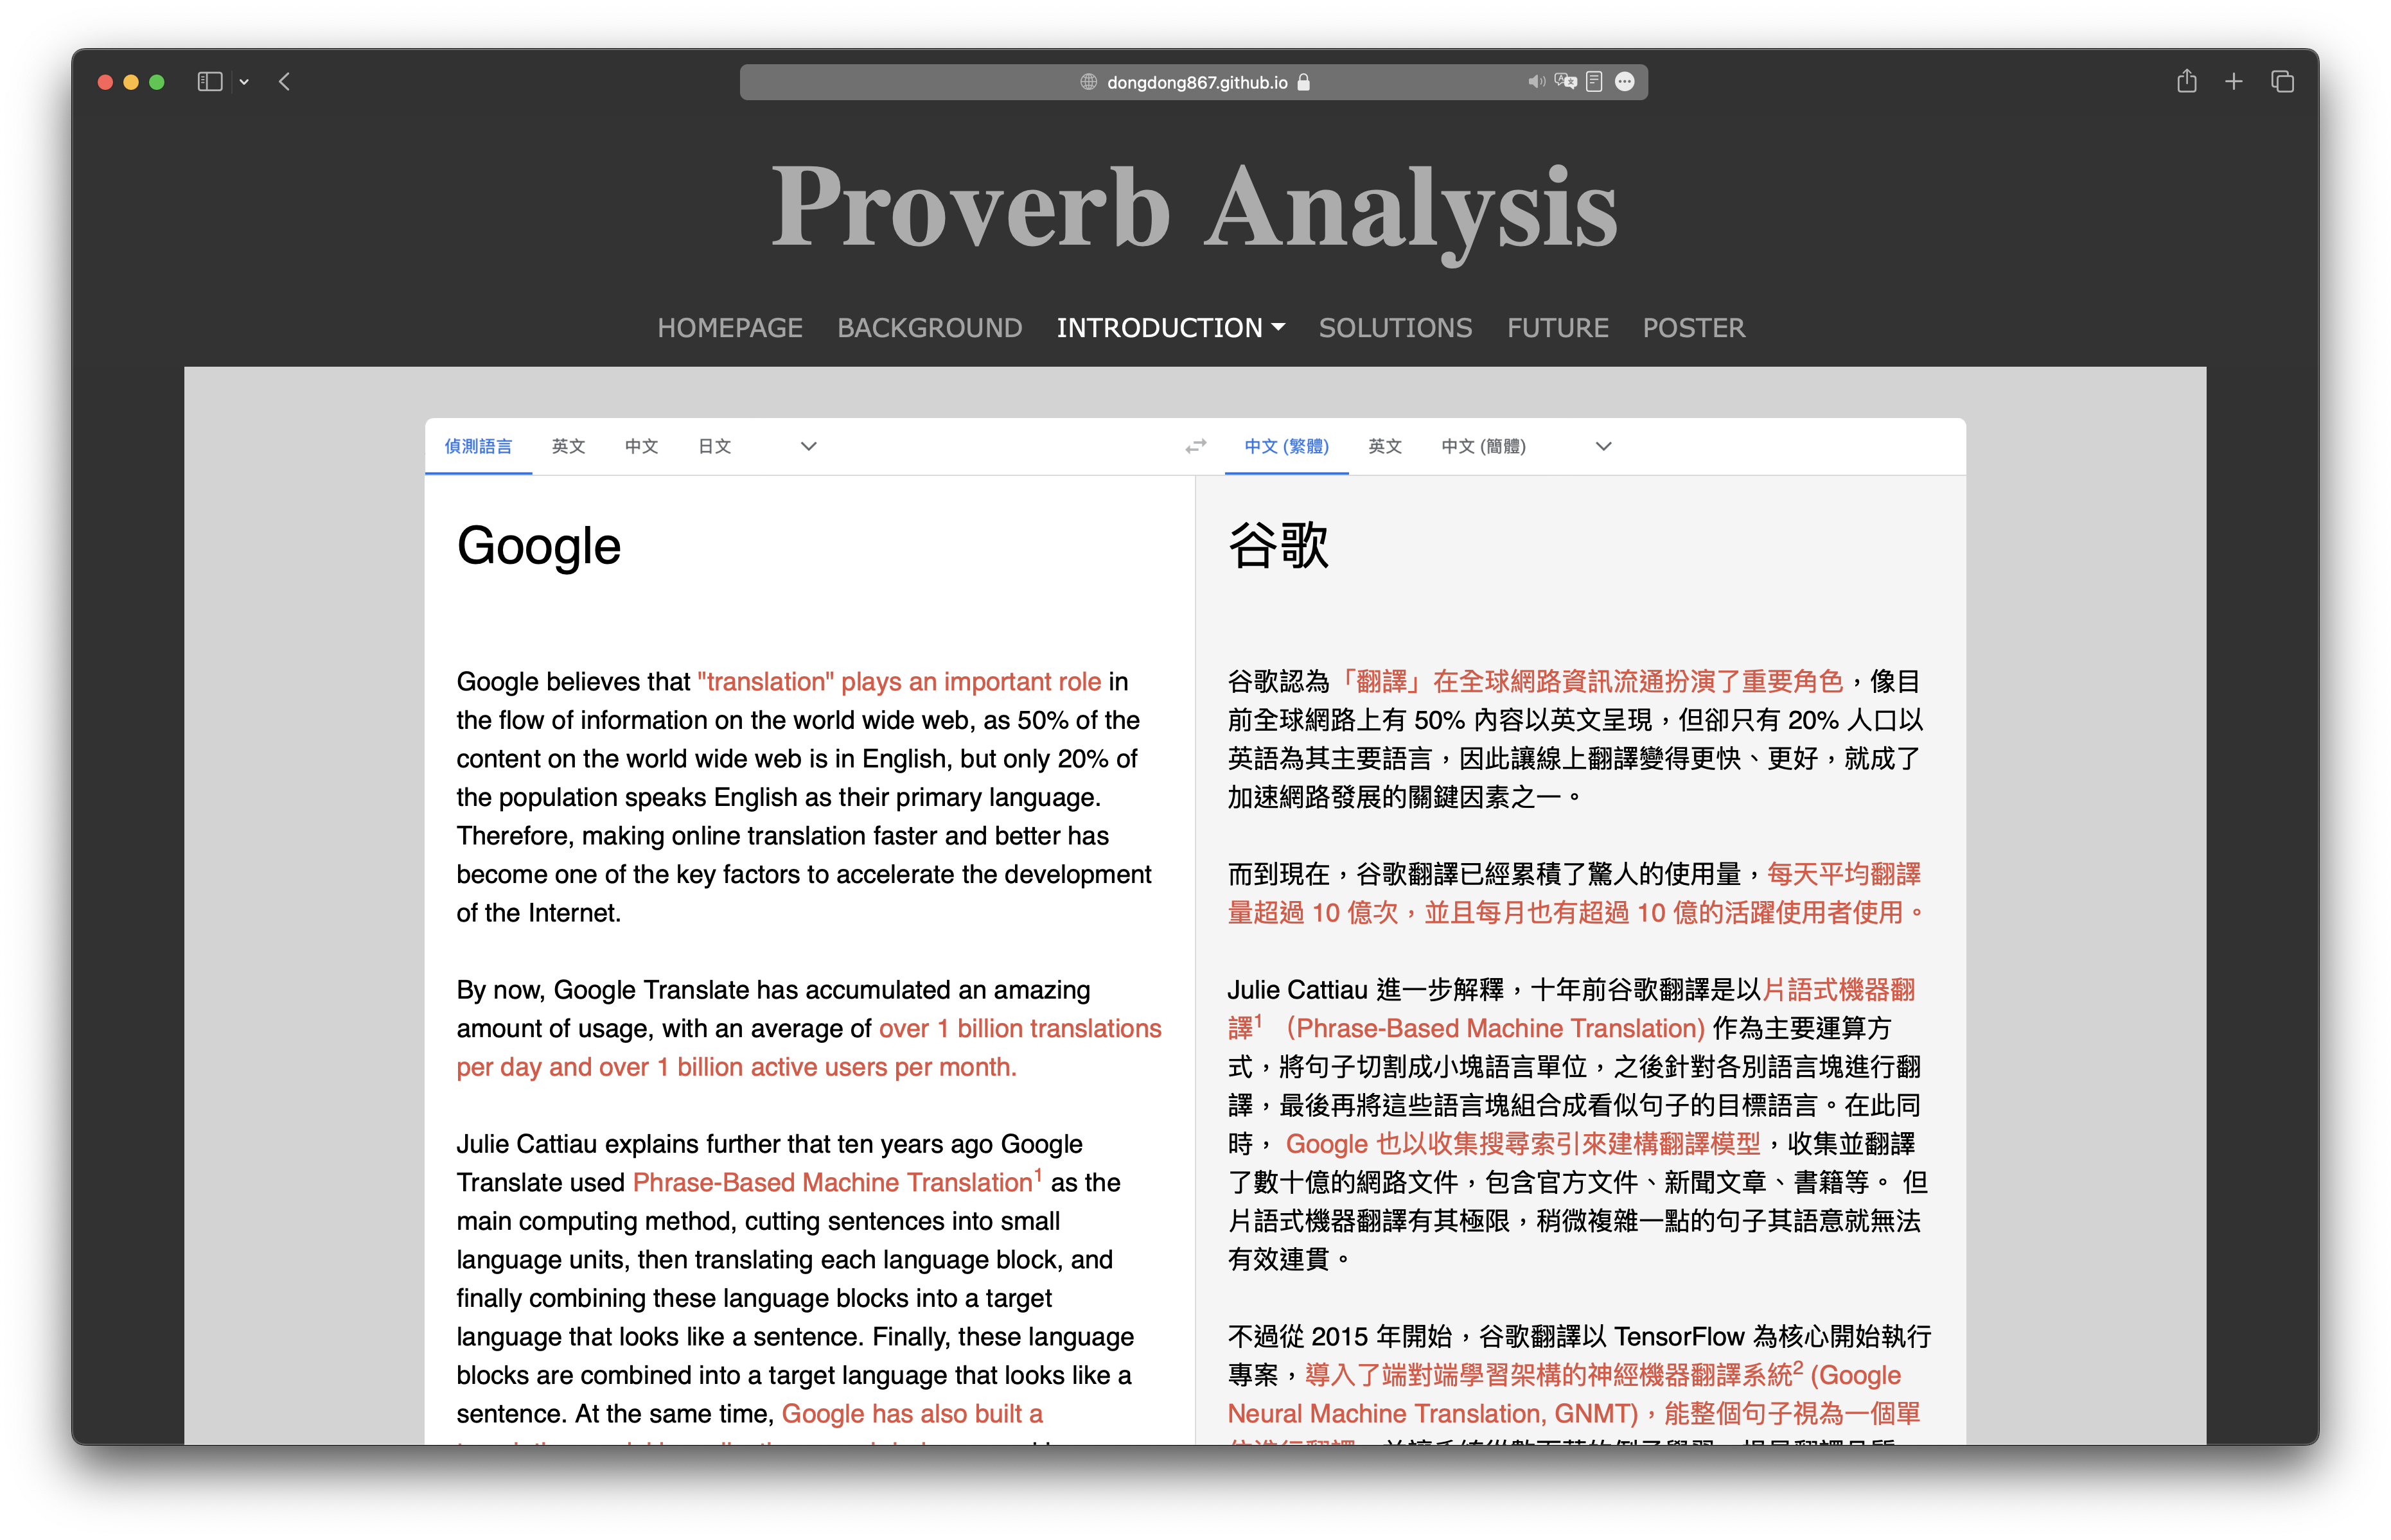 dongdong867.github.io
Proverb Analysis
HOMEPAGE BACKGROUND INTRODUCTION SOLUTIONS FUTURE POSTER
偵測語言 英文 中文 日文
中文 (繁體) 英文 中文 (簡體)
Google
Google believes that "translation" plays an important role in
the flow of information on the world wide web, as 50% of the
content on the world wide web is in English, but only 20% of
the population speaks English as their primary language.
Therefore, making online translation faster and better has
become one of the key factors to accelerate the development
of the Internet.
By now, Google Translate has accumulated an amazing
amount of usage, with an average of over 1 billion translations
per day and over 1 billion active users per month.
Julie Cattiau explains further that ten years ago Google
Translate used Phrase-Based Machine Translation¹ as the
main computing method, cutting sentences into small
language units, then translating each language block, and
finally combining these language blocks into a target
language that looks like a sentence. Finally, these language
blocks are combined into a target language that looks like a
sentence. At the same time, Google has also built a
谷歌
谷歌認為「翻譯」在全球網路資訊流通扮演了重要角色，像目
前全球網路上有 50% 內容以英文呈現，但卻只有 20% 人口以
英語為其主要語言，因此讓線上翻譯變得更快、更好，就成了
加速網路發展的關鍵因素之一。
而到現在，谷歌翻譯已經累積了驚人的使用量，每天平均翻譯
量超過 10 億次，並且每月也有超過 10 億的活躍使用者使用。
Julie Cattiau 進一步解釋，十年前谷歌翻譯是以片語式機器翻
譯¹ （Phrase-Based Machine Translation) 作為主要運算方
式，將句子切割成小塊語言單位，之後針對各別語言塊進行翻
譯，最後再將這些語言塊組合成看似句子的目標語言。在此同
時， Google 也以收集搜尋索引來建構翻譯模型，收集並翻譯
了數十億的網路文件，包含官方文件、新聞文章、書籍等。 但
片語式機器翻譯有其極限，稍微複雜一點的句子其語意就無法
有效連貫。
不過從 2015 年開始，谷歌翻譯以 TensorFlow 為核心開始執行
專案，導入了端對端學習架構的神經機器翻譯系統² (Google
Neural Machine Translation, GNMT)，能整個句子視為一個單